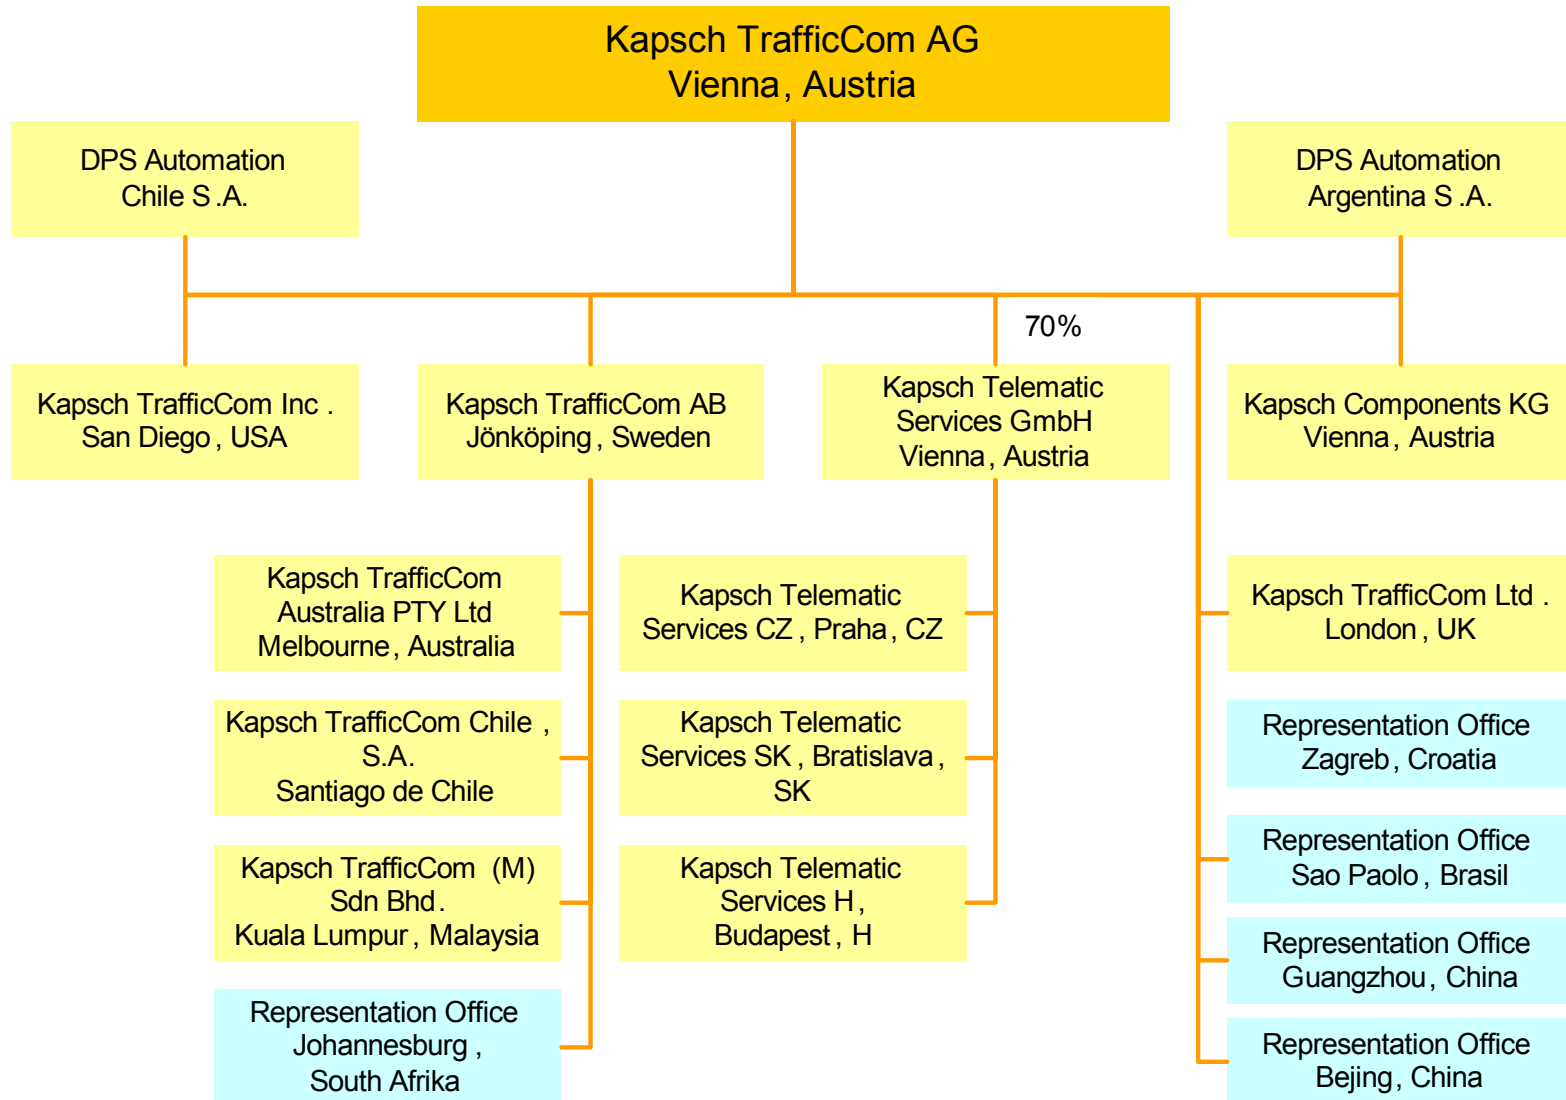 Kapsch TrafficCom AG
Vienna, Austria
DPS Automation
Chile S.A.
DPS Automation
Argentina S.A.
70%
Kapsch TrafficCom Inc.
San Diego, USA
Kapsch TrafficCom AB
Jönköping, Sweden
Kapsch Telematic
Services GmbH
Vienna, Austria
Kapsch Components KG
Vienna, Austria
Kapsch TrafficCom
Australia PTY Ltd
Melbourne, Australia
Kapsch Telematic
Services CZ, Praha, CZ
Kapsch TrafficCom Ltd.
London, UK
Kapsch TrafficCom Chile,
S.A.
Santiago de Chile
Kapsch Telematic
Services SK, Bratislava,
SK
Representation Office
Zagreb, Croatia
Kapsch TrafficCom (M)
Sdn Bhd.
Kuala Lumpur, Malaysia
Kapsch Telematic
Services H,
Budapest, H
Representation Office
Sao Paolo, Brasil
Representation Office
Guangzhou, China
Representation Office
Johannesburg,
South Afrika
Representation Office
Bejing, China